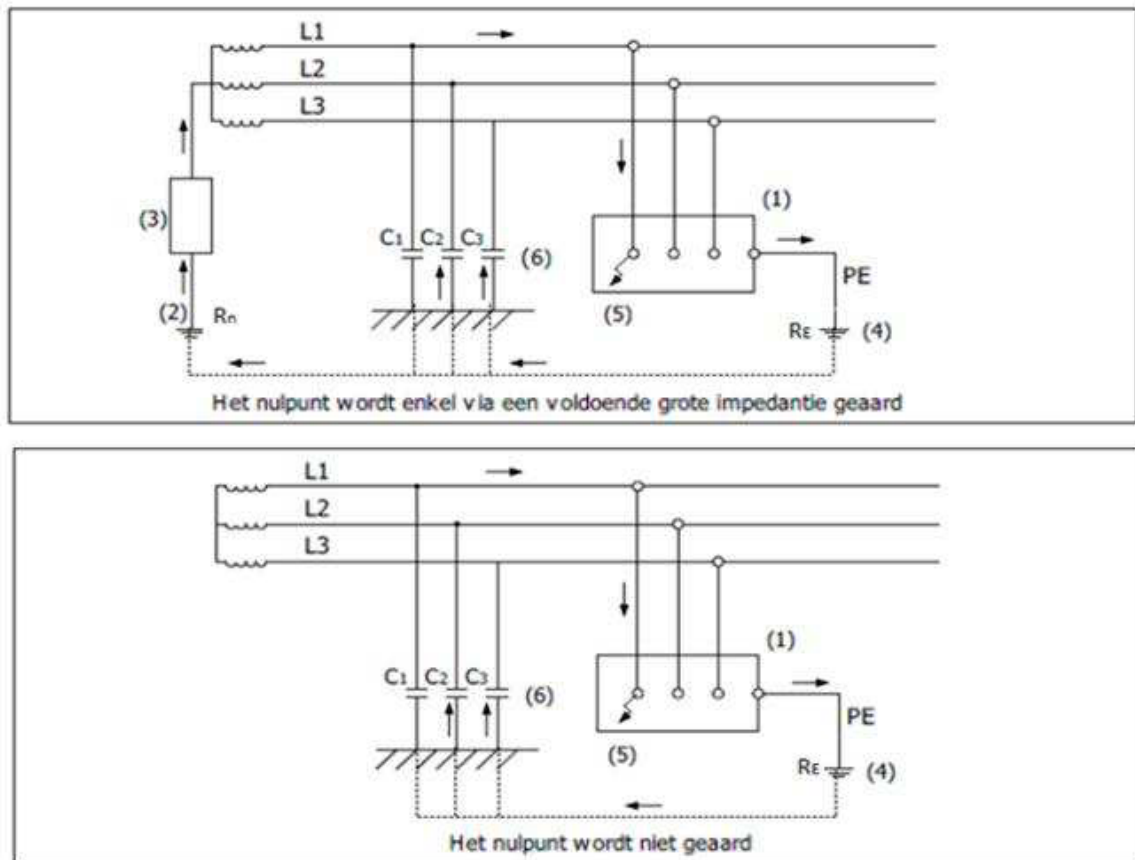 L1
L2
L3
(1)
(3)
C1 C2 C3 (6)
PE
(5)
(2) Rn
RE (4)
Het nulpunt wordt enkel via een voldoende grote impedantie geaard
L1
L2
L3
(1)
C1 C2 C3 (6)
PE
(5)
RE (4)
Het nulpunt wordt niet geaard